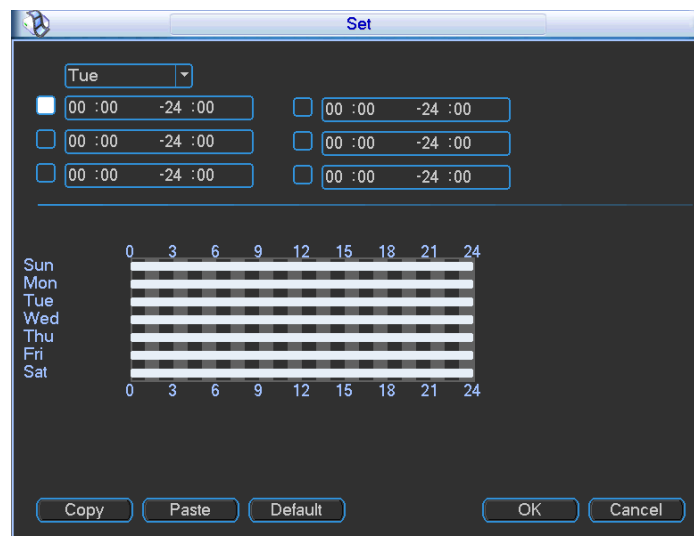 Set
Tue
00 :00 -24 :00 00 :00 -24 :00
00 :00 -24 :00 00 :00 -24 :00
00 :00 -24 :00 00 :00 -24 :00
0 3 6 9 12 15 18 21 24
Sun
Mon
Tue
Wed
Thu
Fri
Sat
0 3 6 9 12 15 18 21 24
Copy Paste Default OK Cancel